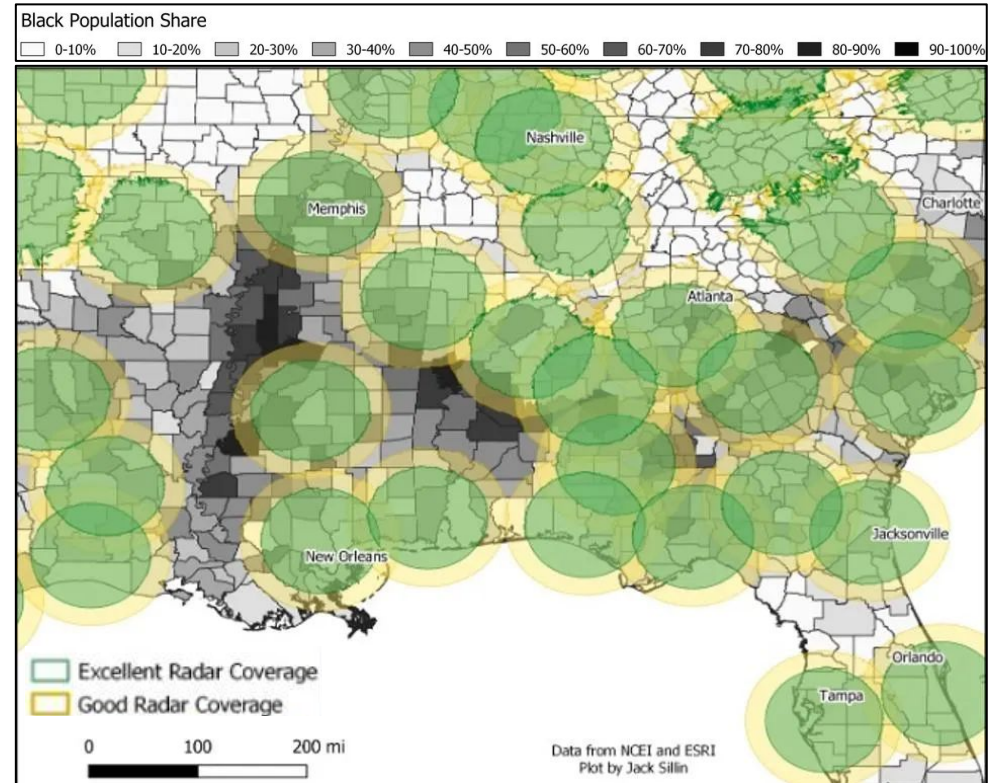 Black Population Share
0-10% 10-20% 20-30% 30-40% 40-50% 50-60% 60-70% 70-80% 80-90% 90-100%
Nashville
Memphis
Charlotte
Atlanta
Jacksonville
New Orleans
Orlando
Tampa
Excellent Radar Coverage
Good Radar Coverage
0 100 200 mi
Data from NCEI and ESRI
Plot by Jack Sillin